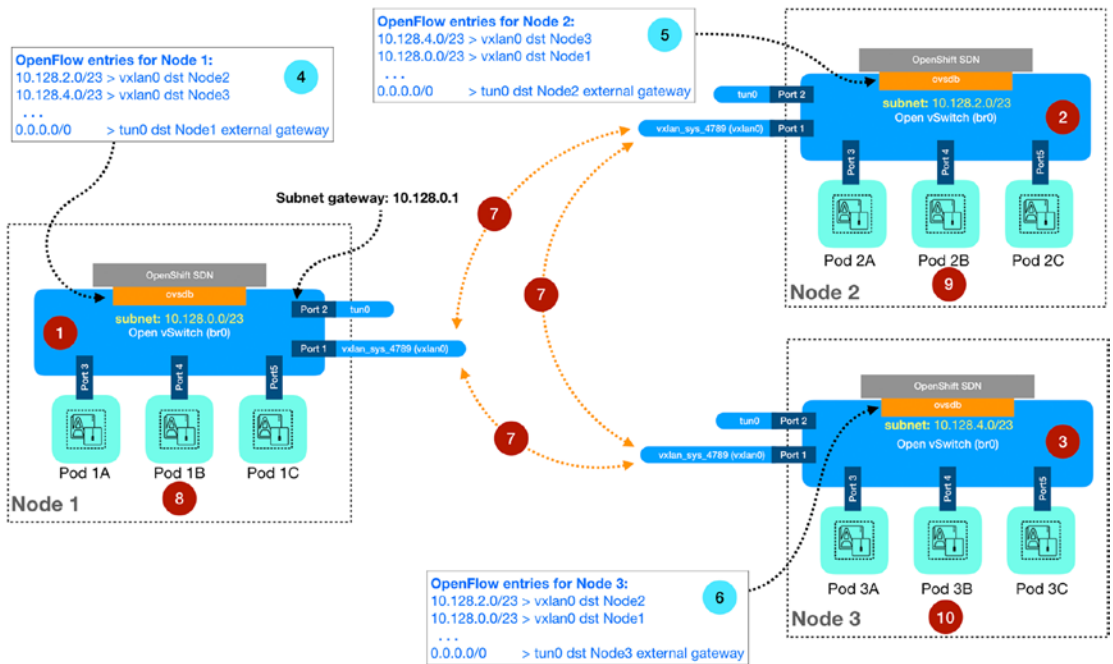 OpenFlow entries for Node 1:
10.128.2.0/23 > vxlan0 dst Node2
10.128.4.0/23 > vxlan0 dst Node3
...
0.0.0.0/0 > tun0 dst Node1 external gateway
4
OpenFlow entries for Node 2:
10.128.4.0/23 > vxlan0 dst Node3
10.128.0.0/23 > vxlan0 dst Node1
...
0.0.0.0/0 > tun0 dst Node2 external gateway
5
OpenShift SDN
ovsdb
subnet: 10.128.2.0/23
Open vSwitch (br0)
2
tun0
Port 2
vxlan_sys_4789 (vxlan0)
Port 1
Port 3
Port 4
Port5
Pod 2A
Pod 2B
Pod 2C
9
Node 2
Subnet gateway: 10.128.0.1
7
7
7
OpenShift SDN
ovsdb
subnet: 10.128.0.0/23
Open vSwitch (br0)
1
Port 2
tun0
Port 1
vxlan_sys_4789 (vxlan0)
Port 3
Port 4
Port5
Pod 1A
Pod 1B
Pod 1C
8
Node 1
OpenShift SDN
ovsdb
subnet: 10.128.4.0/23
Open vSwitch (br0)
3
tun0
Port 2
vxlan_sys_4789 (vxlan0)
Port 1
Port 3
Port 4
Port5
Pod 3A
Pod 3B
Pod 3C
10
Node 3
OpenFlow entries for Node 3:
10.128.2.0/23 > vxlan0 dst Node2
10.128.0.0/23 > vxlan0 dst Node1
...
0.0.0.0/0 > tun0 dst Node3 external gateway
6